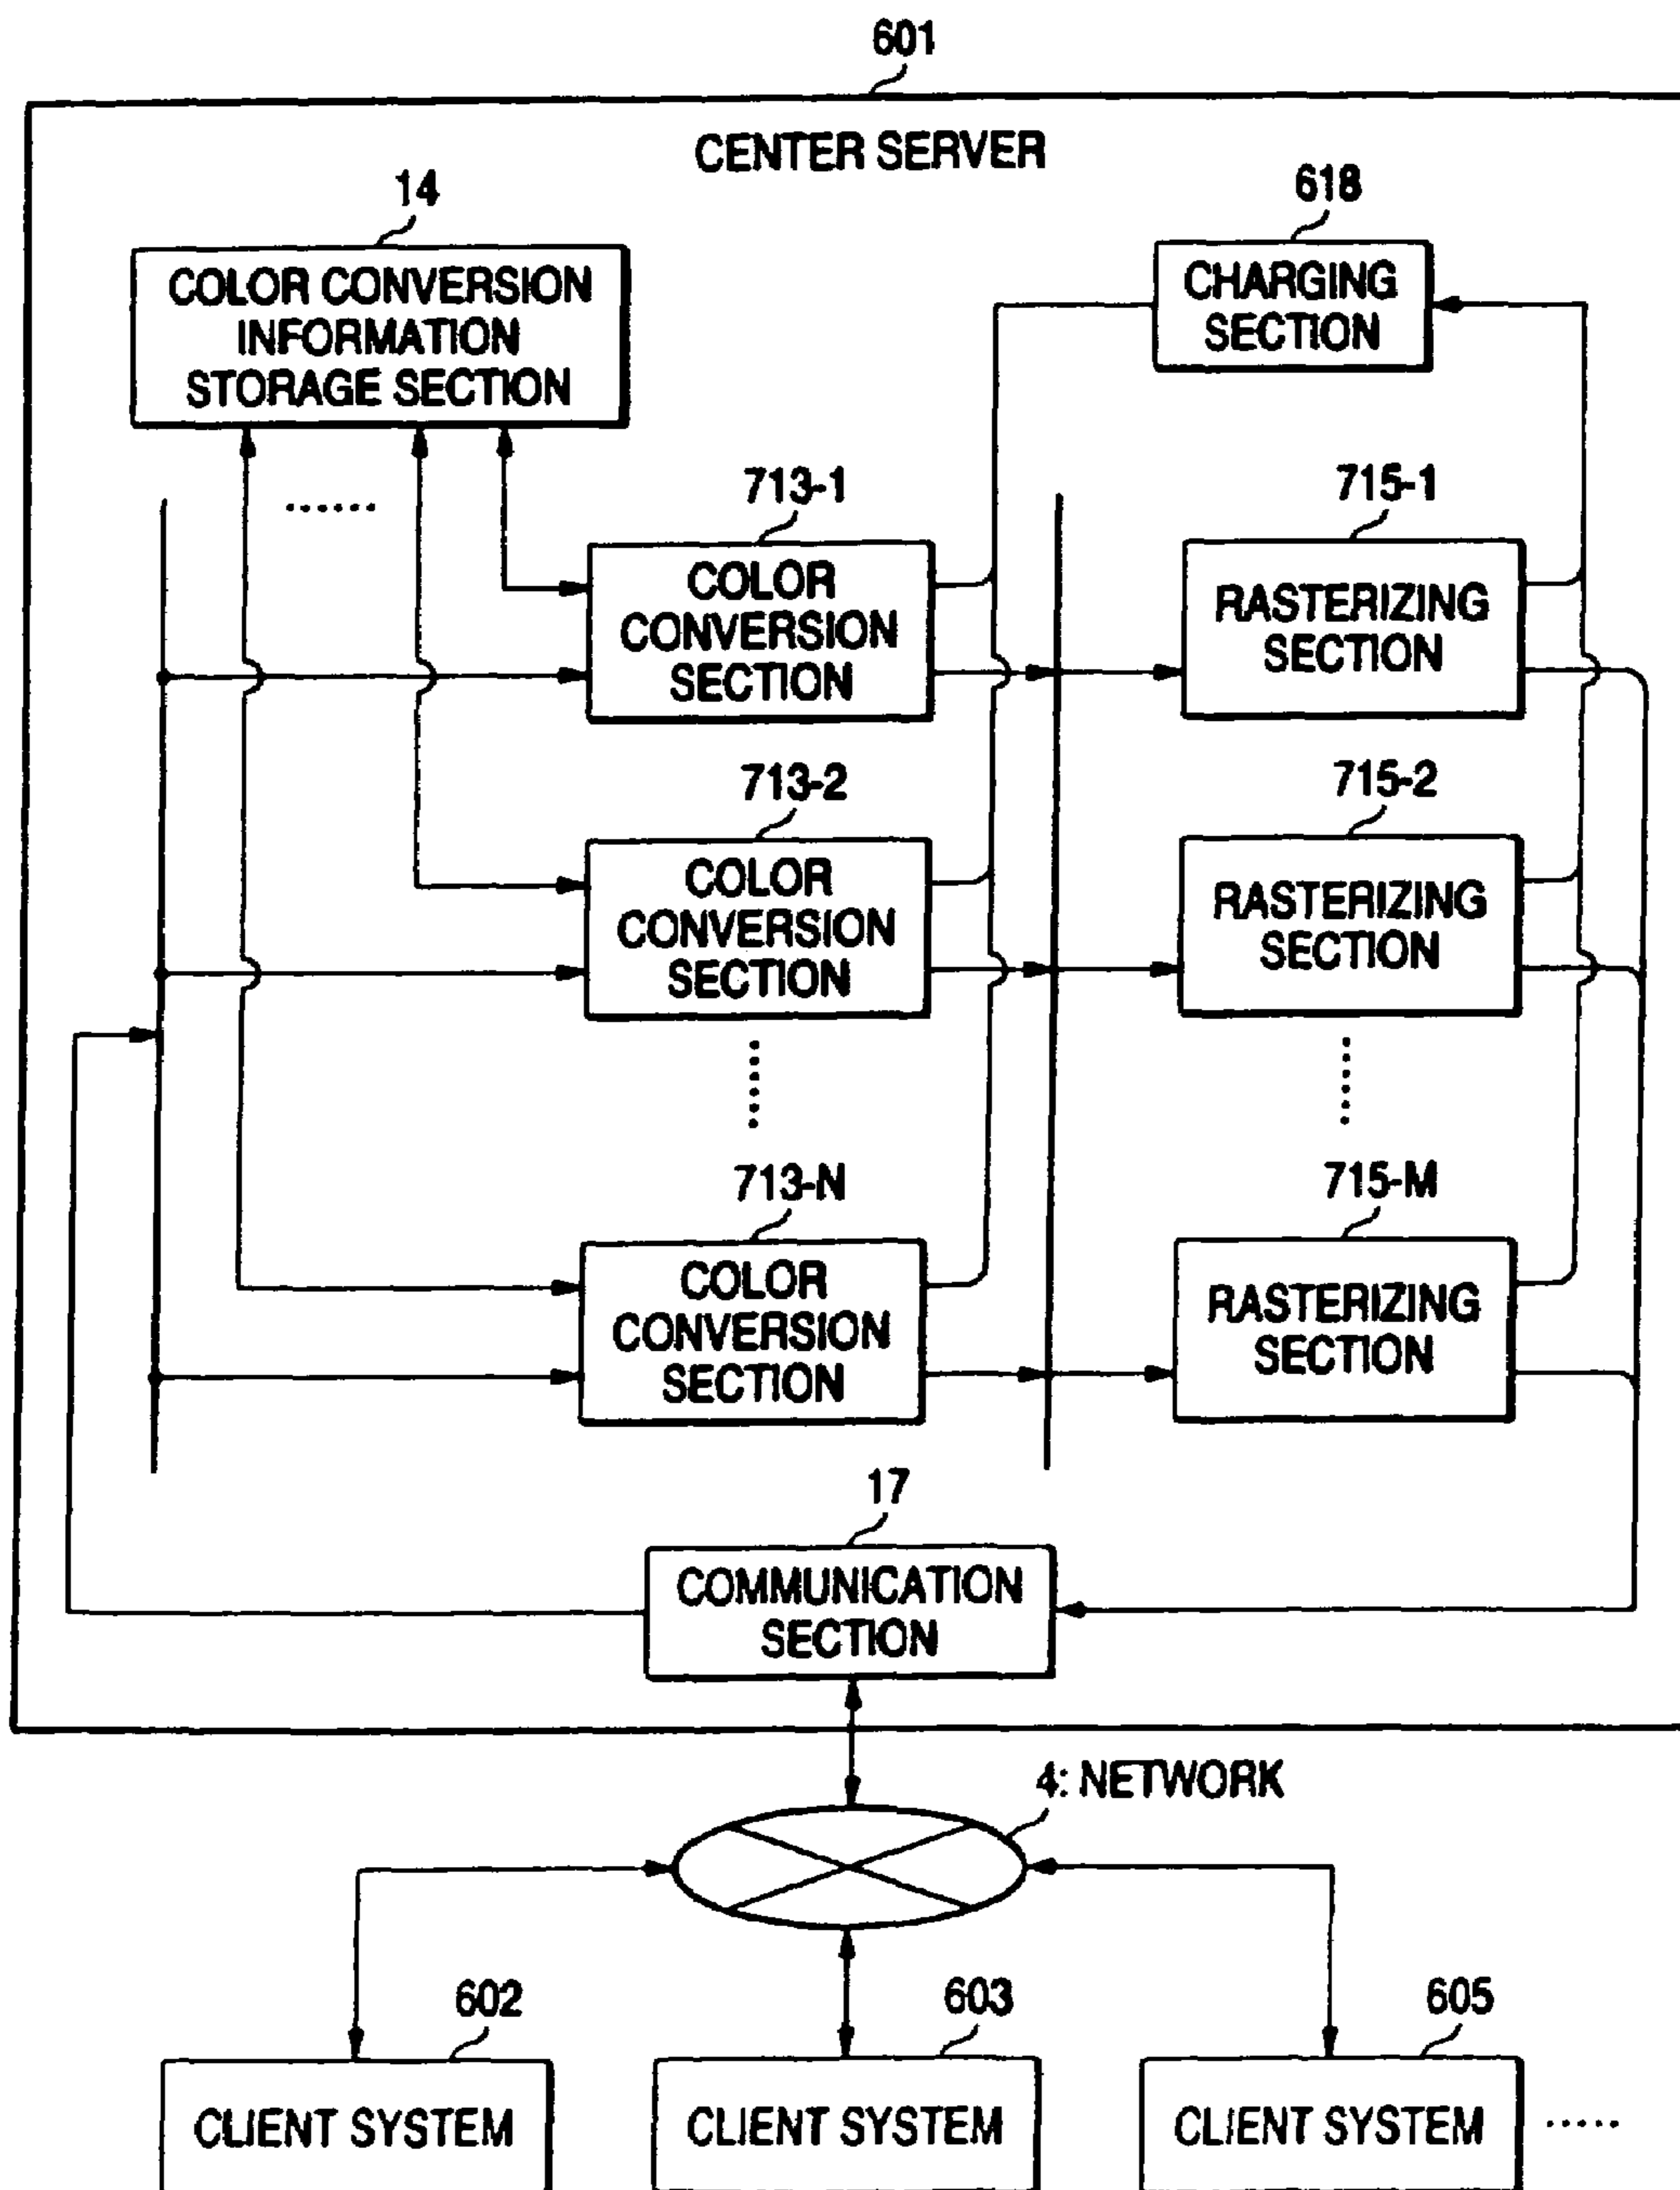 601
CENTER SERVER
14
618
COLOR CONVERSION
INFORMATION
STORAGE SECTION
CHARGING
SECTION
......
713-1
715-1
COLOR
CONVERSION
SECTION
RASTERIZING
SECTION
713-2
715-2
COLOR
CONVERSION
SECTION
RASTERIZING
SECTION
......
......
713-N
715-M
COLOR
CONVERSION
SECTION
RASTERIZING
SECTION
17
COMMUNICATION
SECTION
4: NETWORK
602
603
605
CLIENT SYSTEM
CLIENT SYSTEM
CLIENT SYSTEM
.....